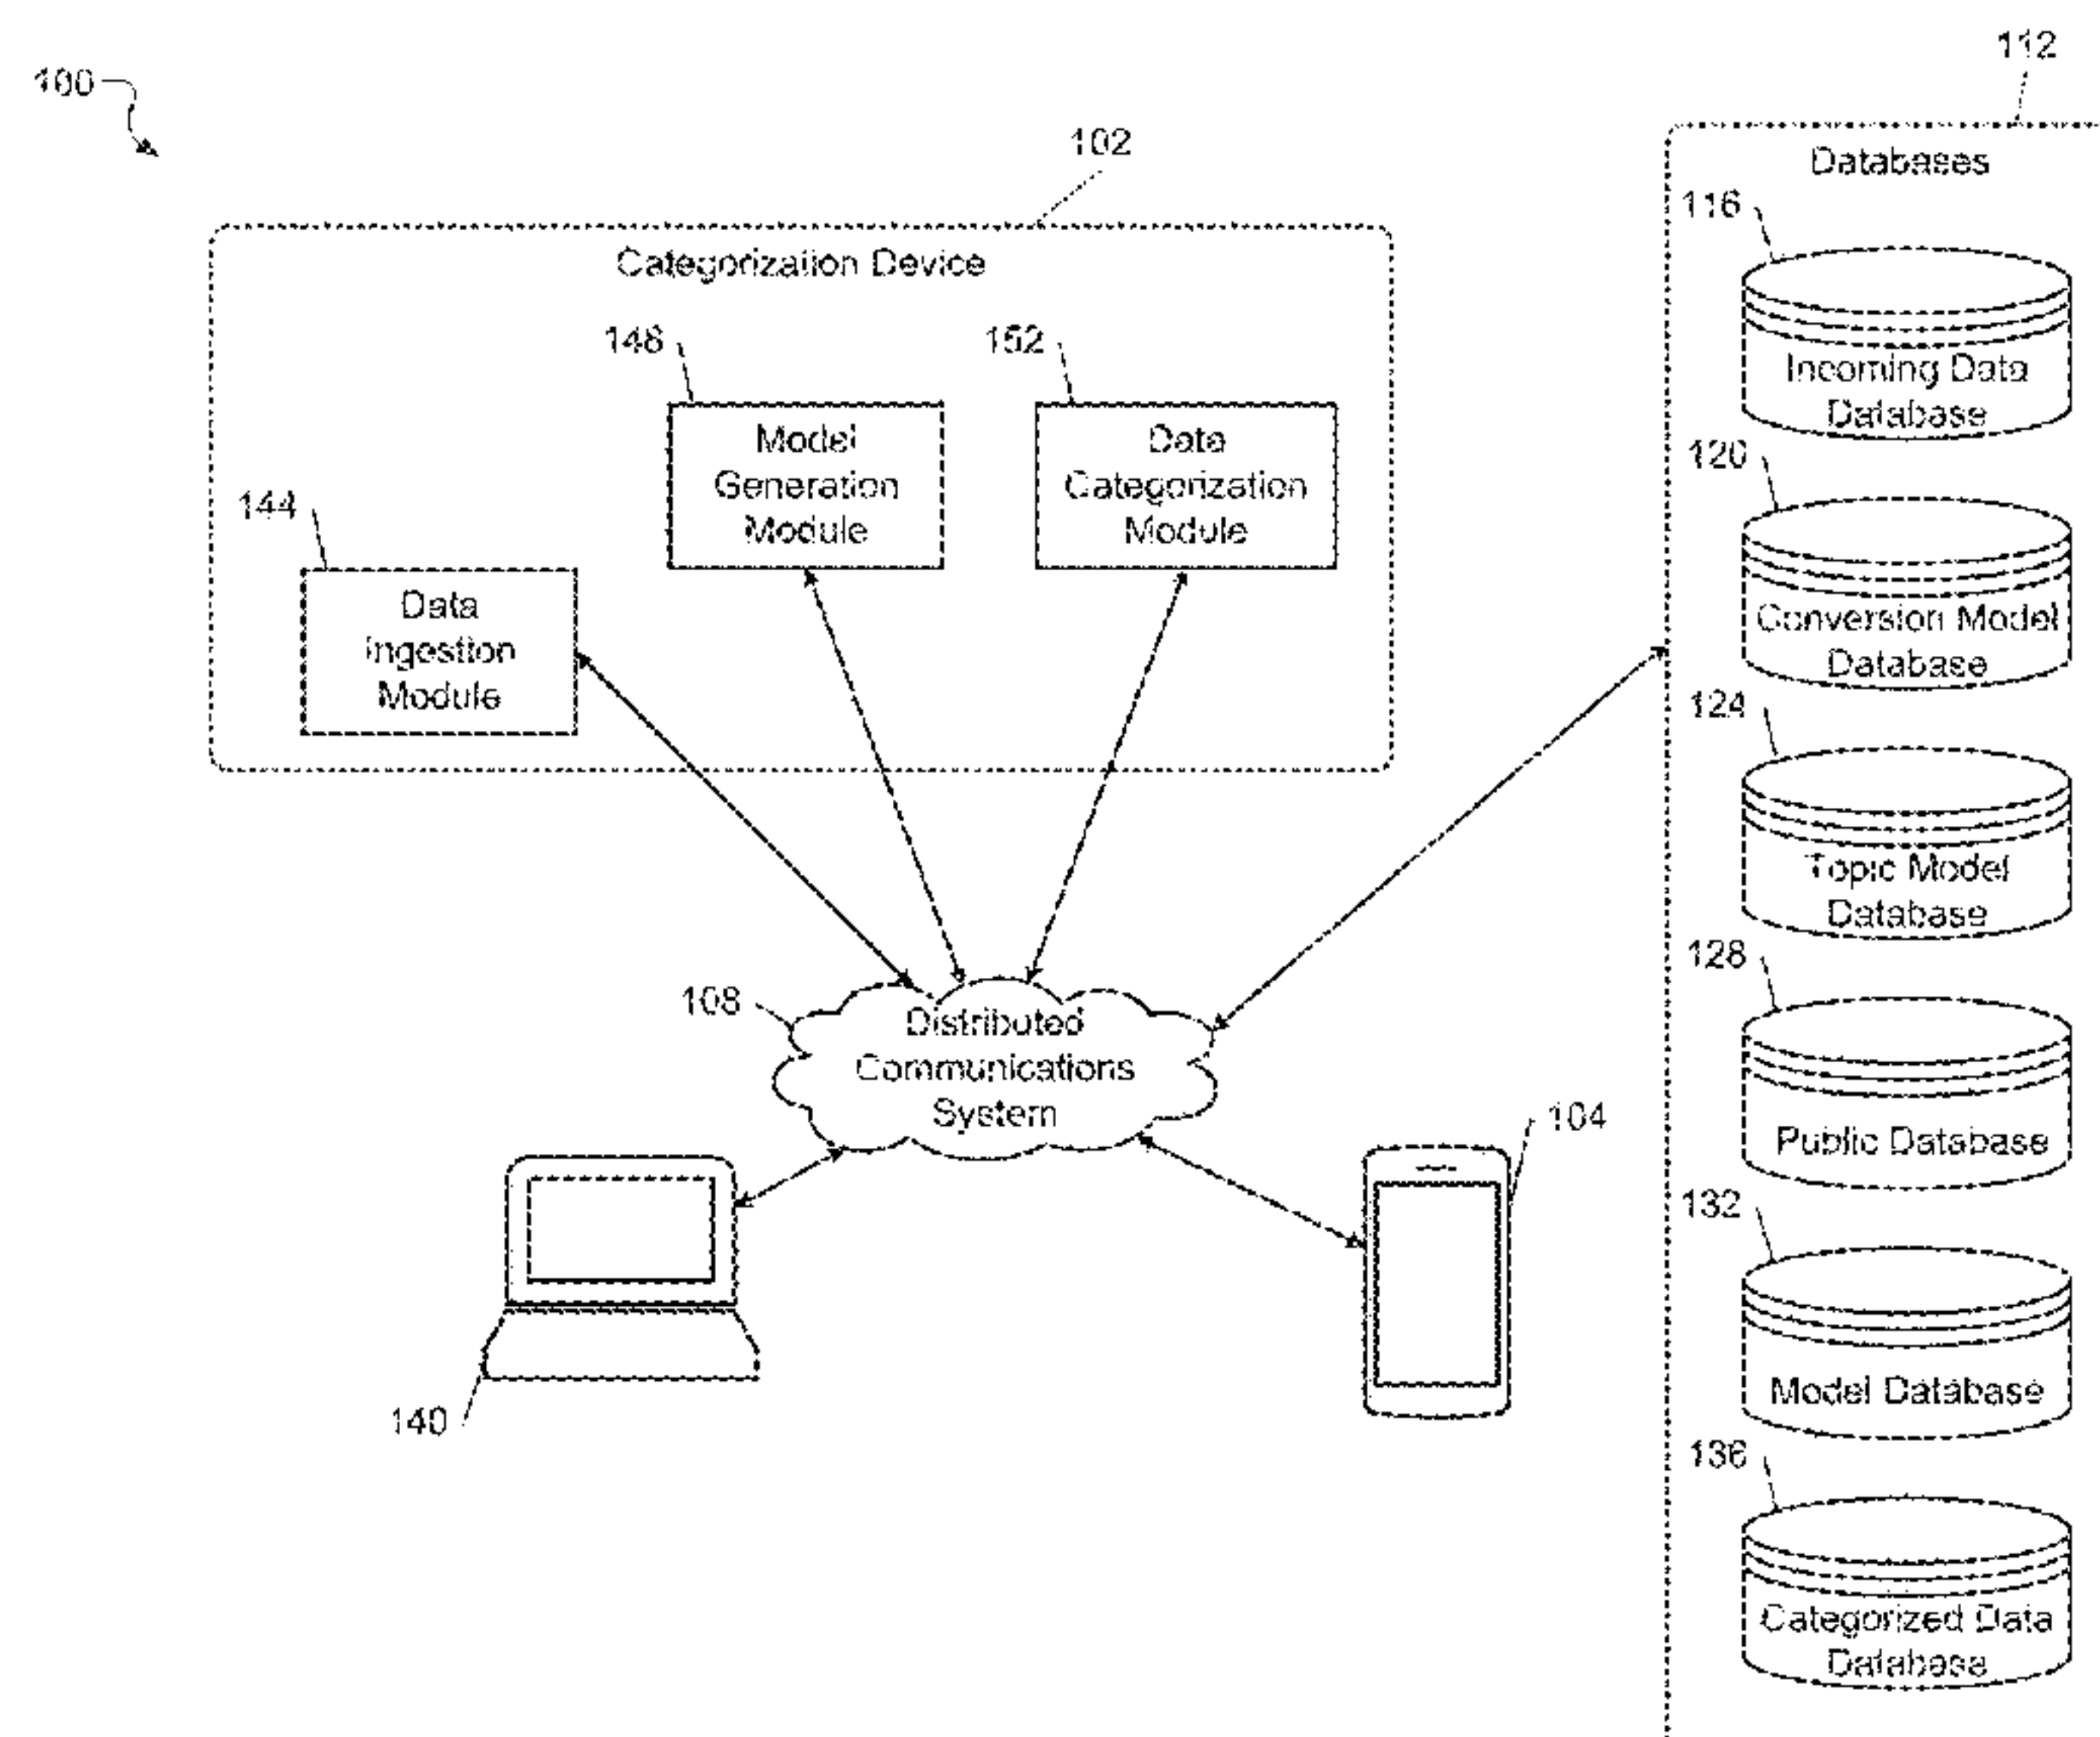 100
112
102
Databases
116
Categorization Device
148
152
Incoming Data
Database
Model
Generation
Module
Data
Categorization
Module
120
144
Data
Ingestion
Module
Conversion Model
Database
124
Topic Model
Database
128
108
Distributed
Communications
System
104
Public Database
132
Model Database
140
136
Categorized Data
Database